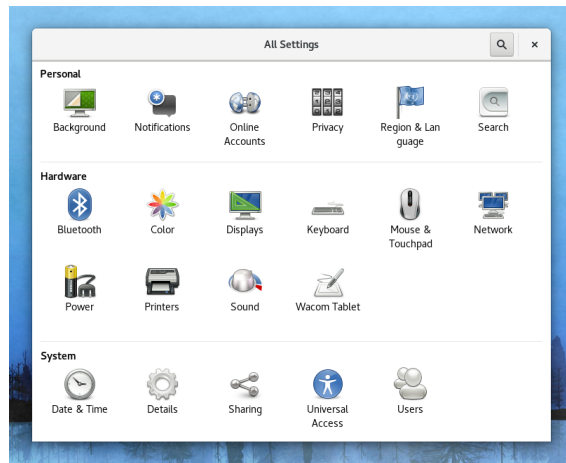 All Settings
Personal
Background Notifications Online Accounts Privacy Region & Lan guage Search
Hardware
Bluetooth Color Displays Keyboard Mouse & Touchpad Network
Power Printers Sound Wacom Tablet
System
Date & Time Details Sharing Universal Access Users